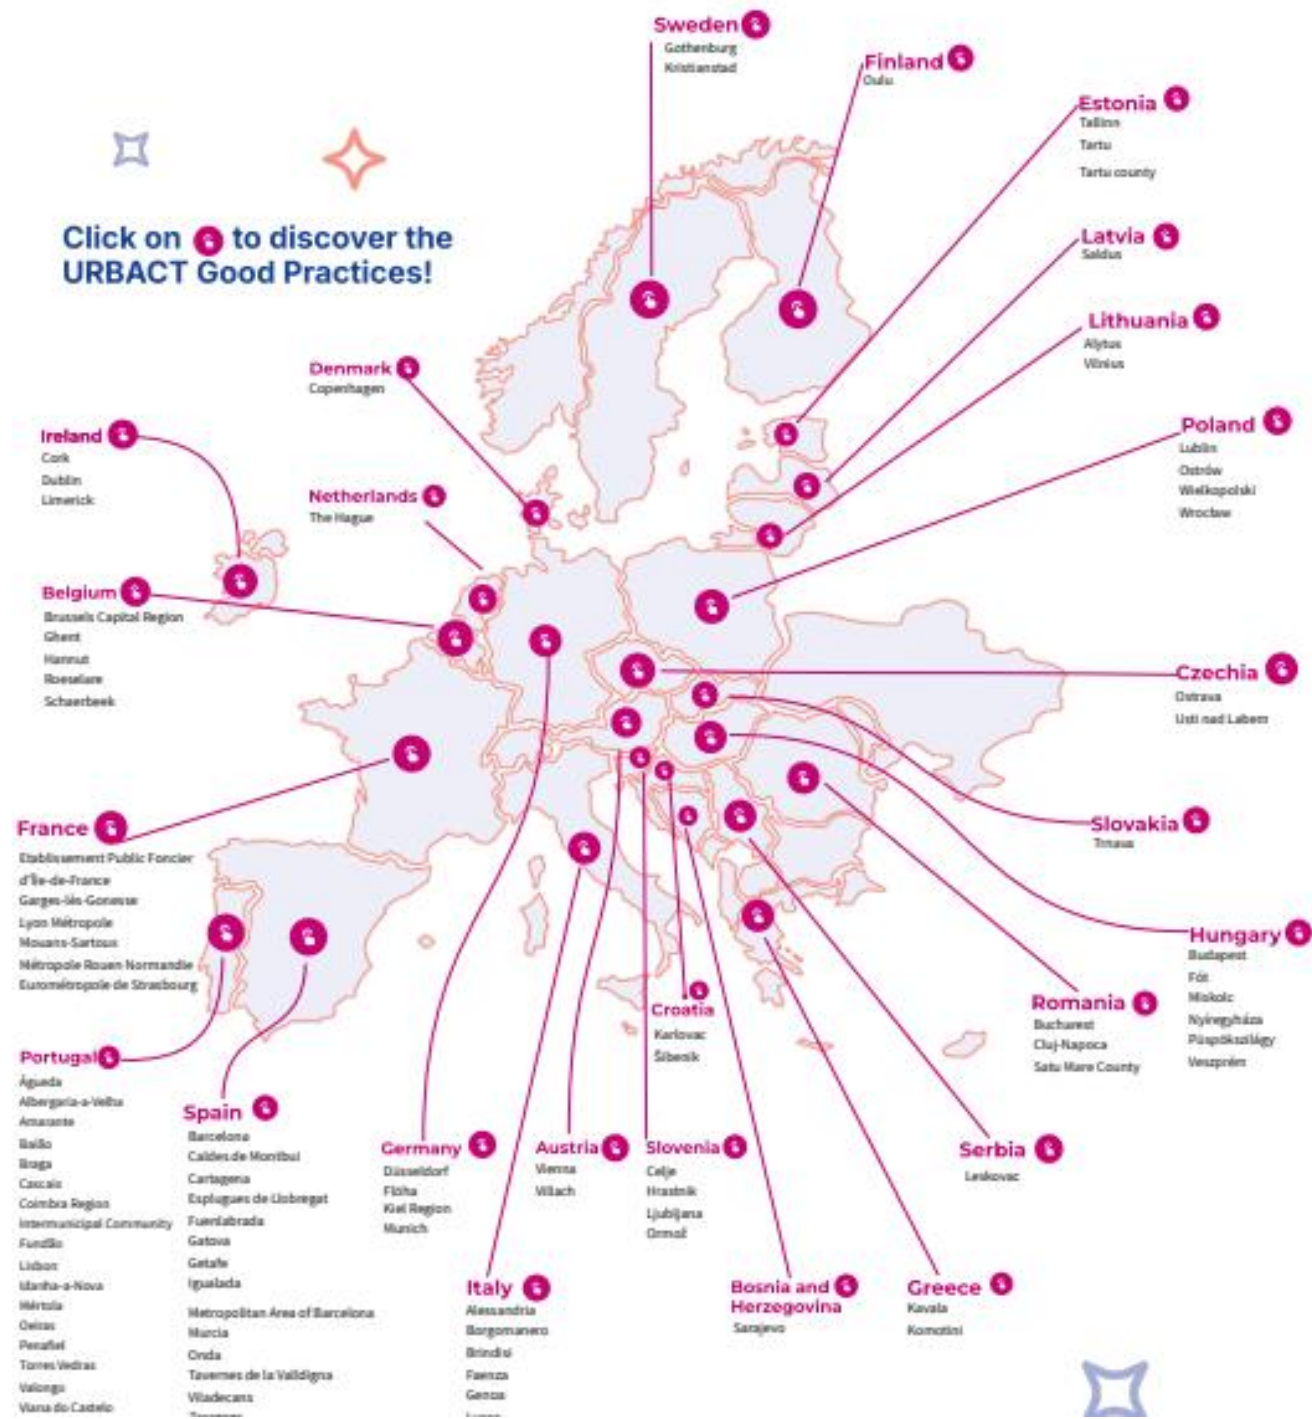 Sweden
Gothenburg
Kristianstad
Finland
Oulu
Estonia
Tallinn
Tartu
Tartu county
Click on to discover the
URBACT Good Practices!
Latvia
Saldus
Lithuania
Alytus
Vilnius
Denmark
Copenhagen
Ireland
Cork
Dublin
Limerick
Poland
Lublin
Ostrów
Wielkopolski
Wrocław
Netherlands
The Hague
Belgium
Brussels Capital Region
Ghent
Hannut
Roeselare
Schaerbeek
Czechia
Ostrava
Usti nad Labem
France
Etablissement Public Foncier
d'Île-de-France
Garges-lès-Gonesse
Lyon Métropole
Mouans-Sartoux
Métropole Rouen Normandie
Eurométropole de Strasbourg
Slovakia
Trnava
Hungary
Budapest
Fót
Miskolc
Nyíregyháza
Püspökszilágy
Veszprém
Romania
Bucharest
Cluj-Napoca
Satu Mare County
Croatia
Karlovac
Šibenik
Portugal
Águeda
Albergaria-a-Velha
Amarante
Baião
Braga
Cascais
Coimbra Region
Intermunicipal Community
Fundão
Lisbon
Idanha-a-Nova
Mértola
Oeiras
Penafiel
Torres Vedras
Valongo
Viana do Castelo
Spain
Barcelona
Caldes de Montbui
Cartagena
Esplugues de Llobregat
Fuenlabrada
Gatova
Getafe
Igualada
Metropolitan Area of Barcelona
Murcia
Onda
Tavernes de la Valldigna
Viladecans
Germany
Düsseldorf
Flöha
Kiel Region
Munich
Austria
Vienna
Villach
Slovenia
Celje
Hrastnik
Ljubljana
Ormož
Serbia
Leskovac
Italy
Alessandria
Borgomanero
Brindisi
Faenza
Genoa
Bosnia and
Herzegovina
Sarajevo
Greece
Kavala
Komotini